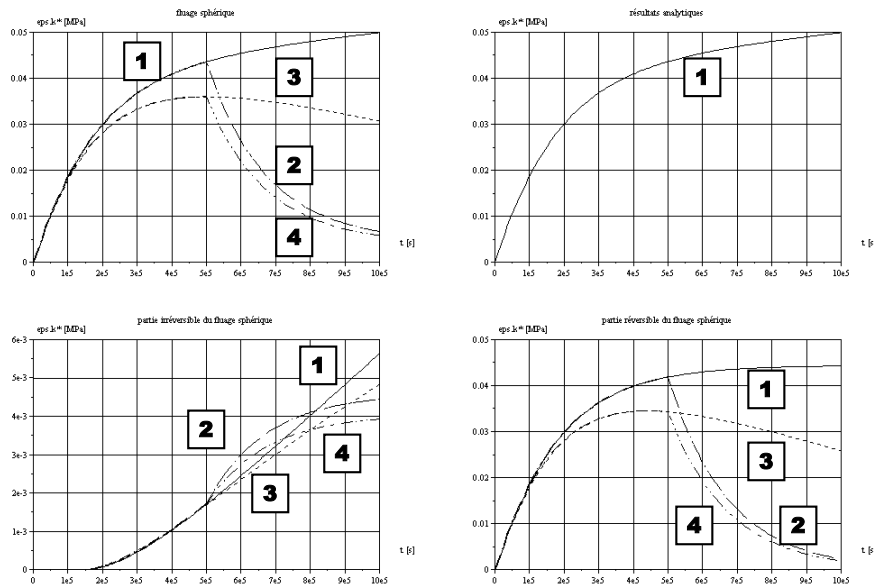 fluage sphérique
eps.k* [MPa]
0.05
0.04
0.03
0.02
0.01
0
0 1e5 2e5 3e5 4e5 5e5 6e5 7e5 8e5 9e5 10e5
t [s]
1
3
2
4
résultats analytiques
eps.k* [MPa]
0.05
0.04
0.03
0.02
0.01
0
0 1e5 2e5 3e5 4e5 5e5 6e5 7e5 8e5 9e5 10e5
t [s
1
partie irréversible du fluage sphérique
eps.k* [MPa]
6e-3
5e-3
4e-3
3e-3
2e-3
1e-3
0
0 1e5 2e5 3e5 4e5 5e5 6e5 7e5 8e5 9e5 10e5
t [s]
1
2
4
3
partie réversible du fluage sphérique
eps.k* [MPa]
0.05
0.04
0.03
0.02
0.01
0
0 1e5 2e5 3e5 4e5 5e5 6e5 7e5 8e5 9e5 10e5
t [s
1
3
4
2